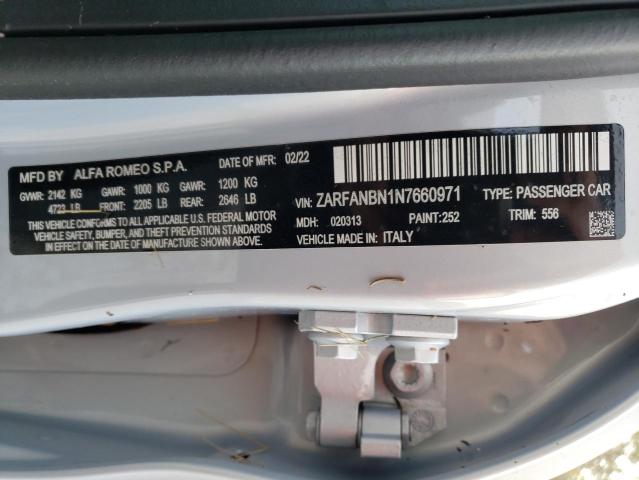 MFD BY ALFA ROMEO S.P.A. DATE OF MFR: 02/22
GVWR: 2142 KG GAWR: 1000 KG GAWR: 1200 KG
4723 LB FRONT: 2205 LB REAR: 2646 LB
THIS VEHICLE CONFORMS TO ALL APPLICABLE U.S. FEDERAL MOTOR
VEHICLE SAFETY, BUMPER, AND THEFT PREVENTION STANDARDS
IN EFFECT ON THE DATE OF MANUFACTURE SHOWN ABOVE.
VIN: ZARFANBN1N7660971 TYPE: PASSENGER CAR
MDH: 020313 PAINT: 252 TRIM: 556
VEHICLE MADE IN: ITALY